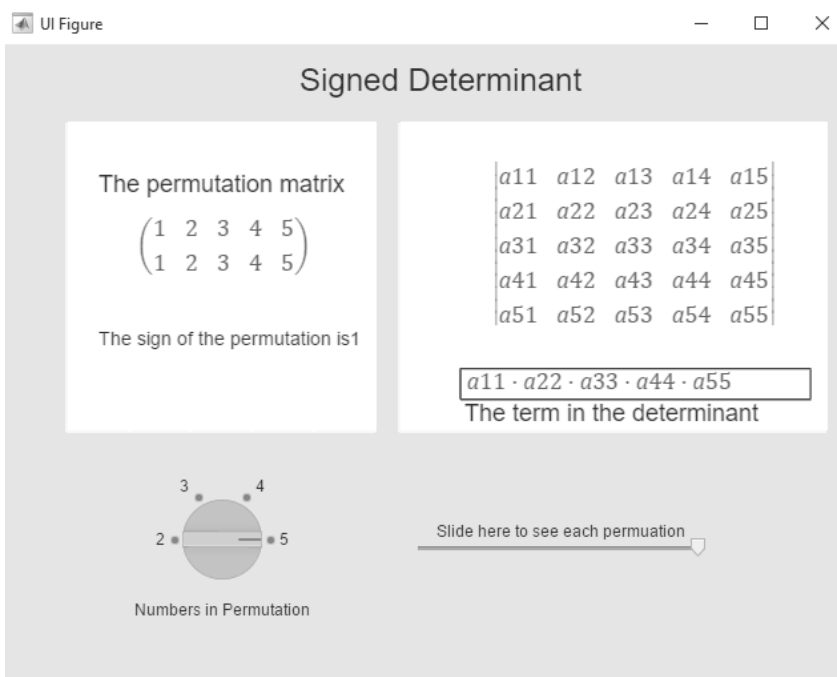 UI Figure
Signed Determinant
The permutation matrix
1 2 3 4 5
1 2 3 4 5
The sign of the permutation is1
a11 a12 a13 a14 a15
a21 a22 a23 a24 a25
a31 a32 a33 a34 a35
a41 a42 a43 a44 a45
a51 a52 a53 a54 a55
a11 · a22 · a33 · a44 · a55
The term in the determinant
3 4
2 5
Numbers in Permutation
Slide here to see each permuation